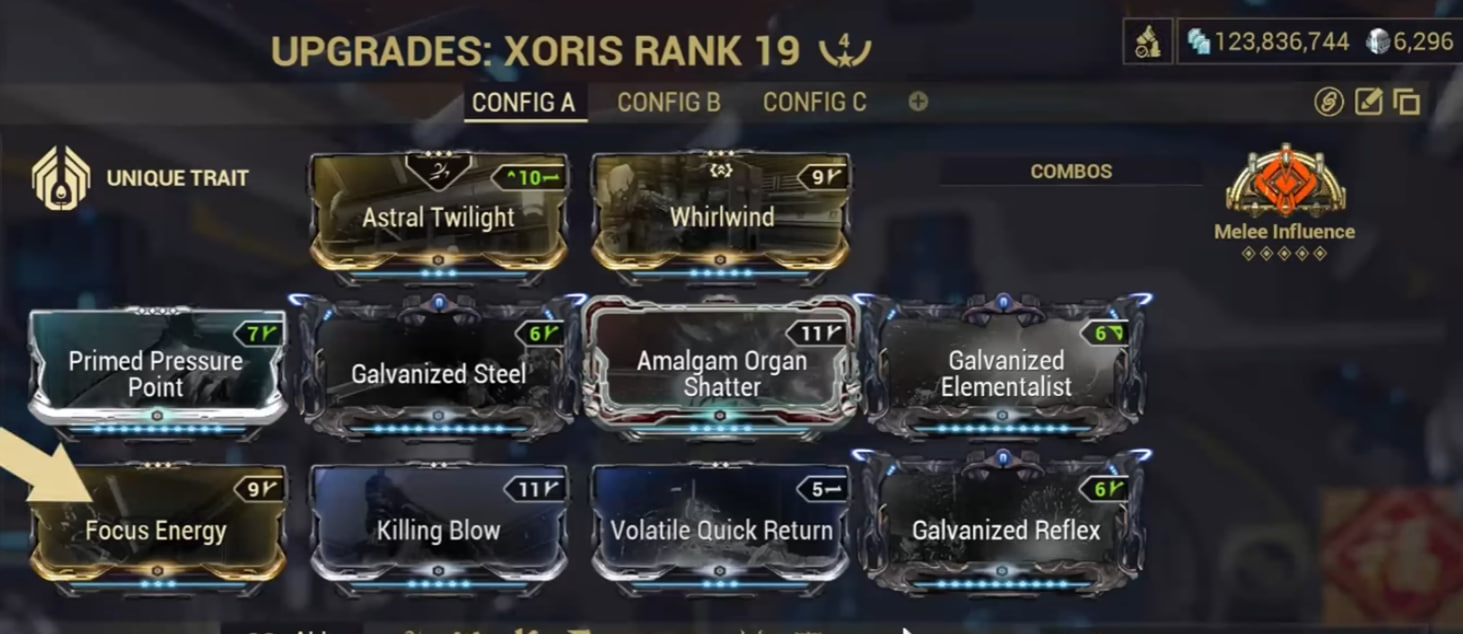 UPGRADES: XORIS RANK 19 4
123,836,744 6,296
CONFIG A CONFIG B CONFIG C
UNIQUE TRAIT
10
Astral Twilight
9
Whirlwind
COMBOS
Melee Influence
7
Primed Pressure
Point
6
Galvanized Steel
11
Amalgam Organ
Shatter
6
Galvanized
Elementalist
9
Focus Energy
11
Killing Blow
5
Volatile Quick Return
6
Galvanized Reflex